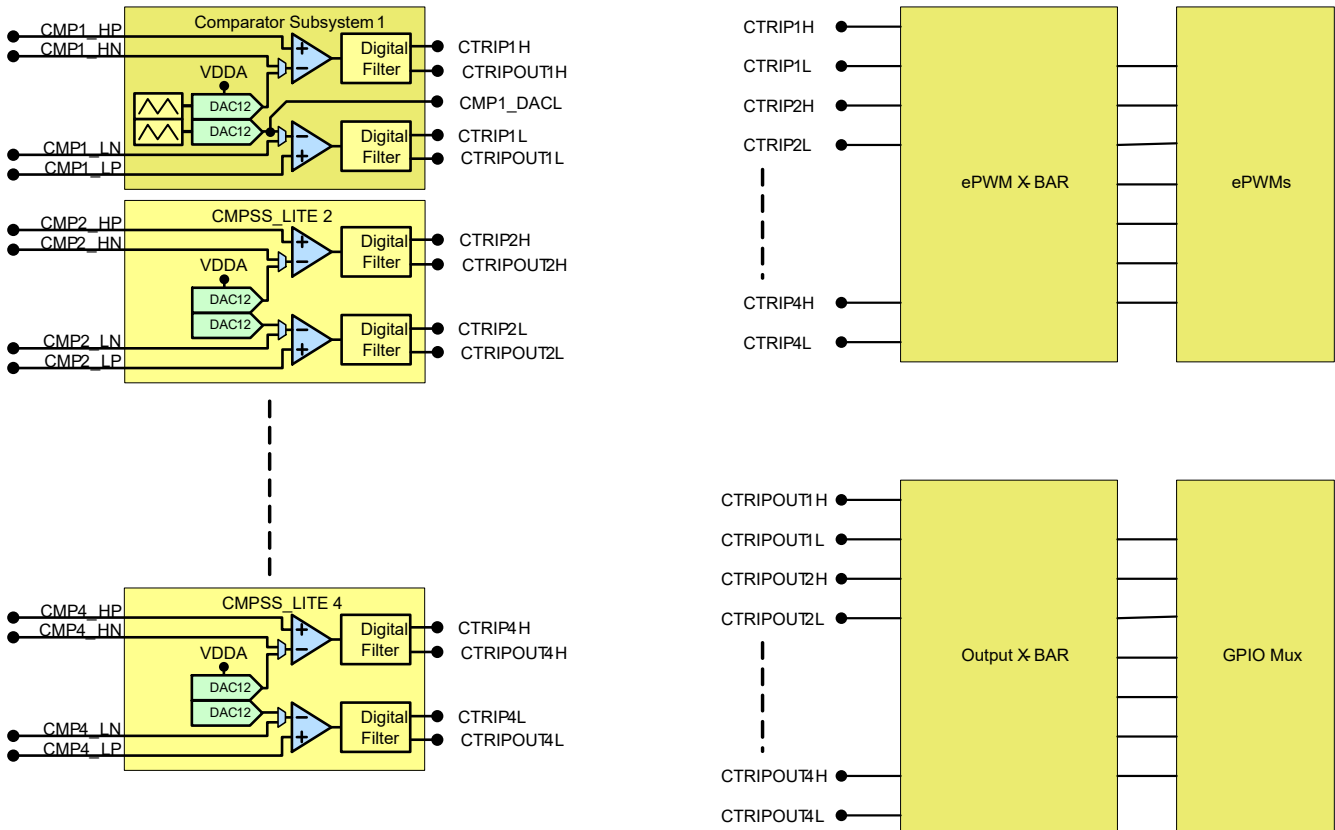 Comparator Subsystem 1
CMP1_HP
CMP1_HN
VDDA
DAC12
DAC12
CMP1_LN
CMP1_LP
Digital
Filter
Digital
Filter
CTRIP1H
CTRIPOUT1H
CMP1_DACL
CTRIP1L
CTRIPOUT1L
CMPSS_LITE 2
CMP2_HP
CMP2_HN
VDDA
DAC12
DAC12
CMP2_LN
CMP2_LP
Digital
Filter
Digital
Filter
CTRIP2H
CTRIPOUT2H
CTRIP2L
CTRIPOUT2L
CMPSS_LITE 4
CMP4_HP
CMP4_HN
VDDA
DAC12
DAC12
CMP4_LN
CMP4_LP
Digital
Filter
Digital
Filter
CTRIP4H
CTRIPOUT4H
CTRIP4L
CTRIPOUT4L
CTRIP1H
CTRIP1L
CTRIP2H
CTRIP2L
CTRIP4H
CTRIP4L
ePWM X-BAR
ePWMs
CTRIPOUT1H
CTRIPOUT1L
CTRIPOUT2H
CTRIPOUT2L
CTRIPOUT4H
CTRIPOUT4L
Output X-BAR
GPIO Mux